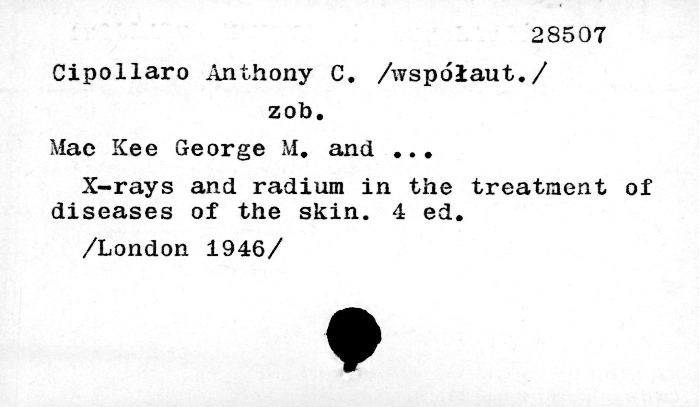 28507
Cipollaro Anthony C. /współaut./
zob.
Mac Kee George M. and ...
X-rays and radium in the treatment of
diseases of the skin. 4 ed.
/London 1946/